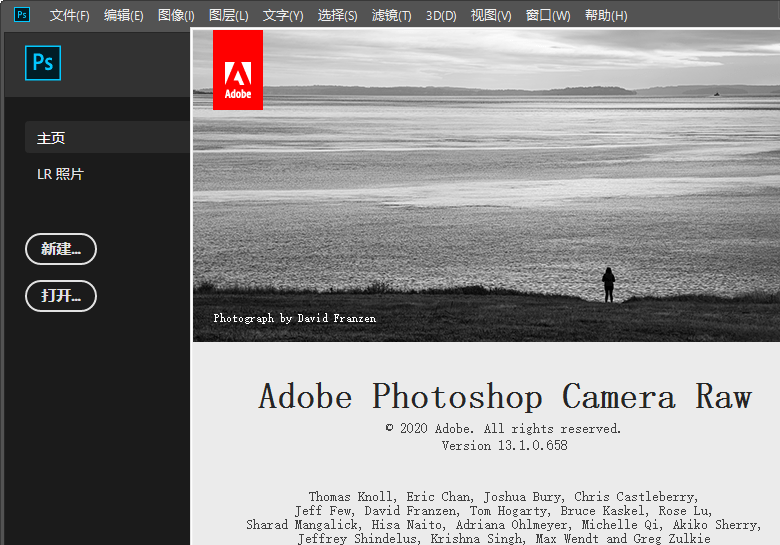 Ps 文件(F) 编辑(E) 图像(I) 图层(L) 文字(Y) 选择(S) 滤镜(T) 3D(D) 视图(V) 窗口(W) 帮助(H)
Ps
Adobe
主页
LR 照片
新建...
打开...
Photograph by David Franzen
Adobe Photoshop Camera Raw
© 2020 Adobe. All rights reserved.
Version 13.1.0.658
Thomas Knoll, Eric Chan, Joshua Bury, Chris Castleberry,
Jeff Few, David Franzen, Tom Hogarty, Bruce Kaskel, Rose Lu,
Sharad Mangalick, Hisa Naito, Adriana Ohlmeyer, Michelle Qi, Akiko Sherry,
Jeffrey Shindelus, Krishna Singh, Max Wendt and Greg Zulkie